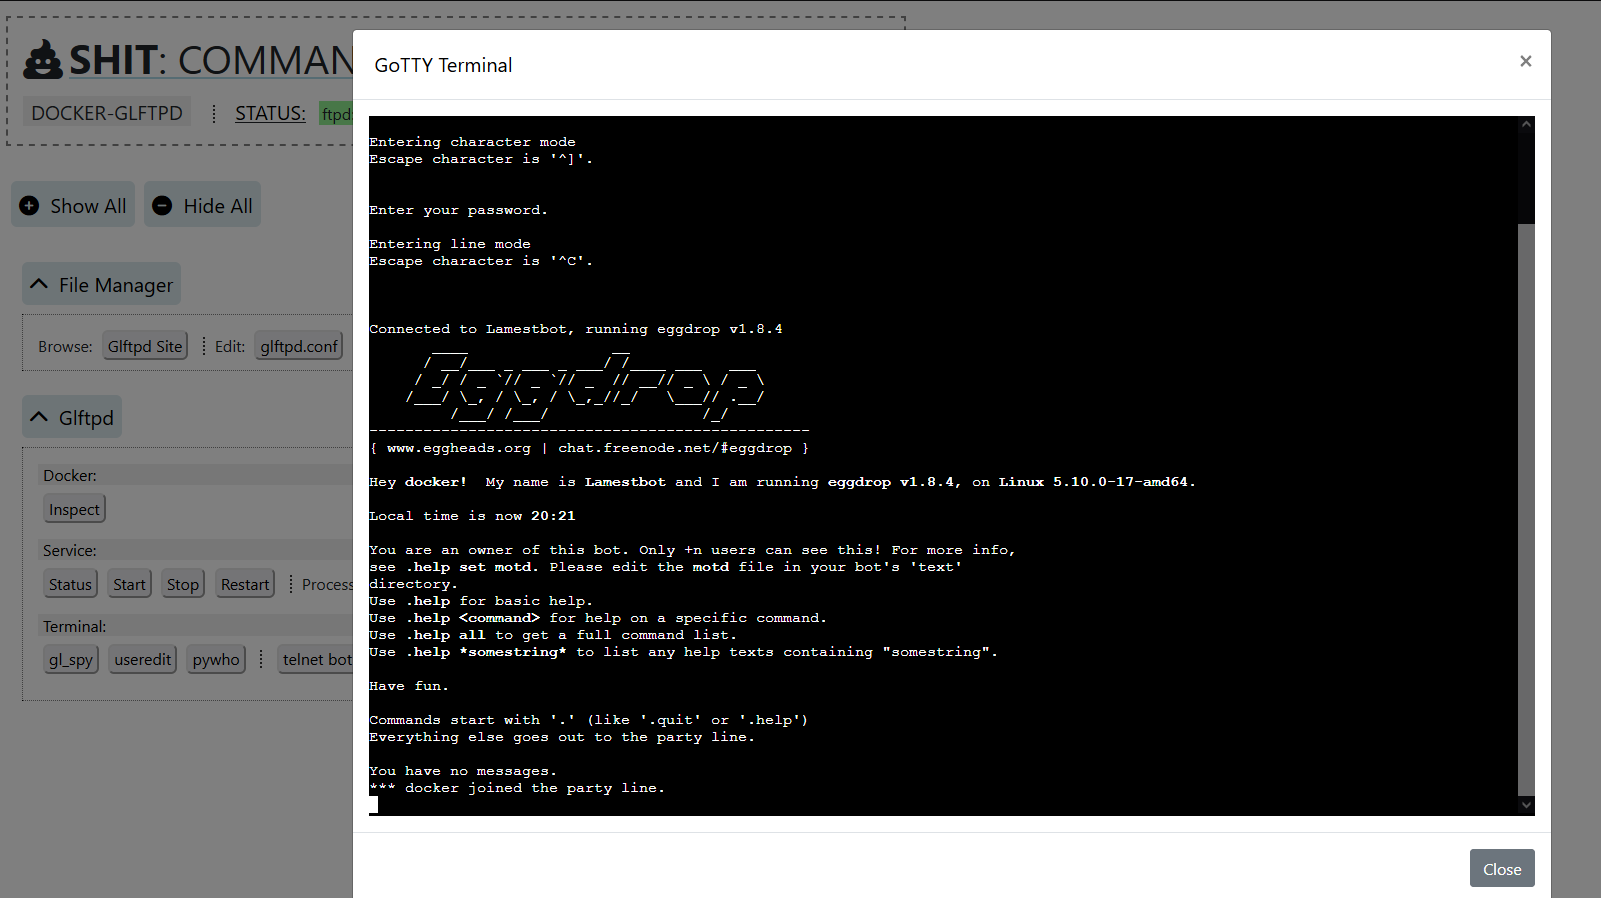 SHIT: COMMAN
DOCKER-GLFTPD STATUS: ftpd:
Show All Hide All
File Manager
Browse: Glftpd Site Edit: glftpd.conf
Glftpd
Docker:
Inspect
Service:
Status Start Stop Restart Process
Terminal:
gl_spy useredit pywho telnet bot
GoTTY Terminal ×
Entering character mode
Escape character is '^]'.
Enter your password.
Entering line mode
Escape character is '^C'.
Connected to Lamestbot, running eggdrop v1.8.4
Eggdrop
-------------------------------------------------
{ www.eggheads.org | chat.freenode.net/#eggdrop }
Hey docker!  My name is Lamestbot and I am running eggdrop v1.8.4, on Linux 5.10.0-17-amd64.
Local time is now 20:21
You are an owner of this bot. Only +n users can see this! For more info,
see .help set motd. Please edit the motd file in your bot's 'text'
directory.
Use .help for basic help.
Use .help <command> for help on a specific command.
Use .help all to get a full command list.
Use .help *somestring* to list any help texts containing "somestring".
Have fun.
Commands start with '.' (like '.quit' or '.help')
Everything else goes out to the party line.
You have no messages.
*** docker joined the party line.
Close